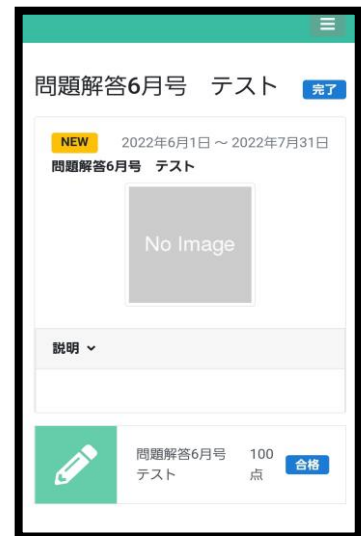 問題解答6月号　テスト 完了
NEW 2022年6月1日 ～ 2022年7月31日
問題解答6月号　テスト
No Image
説明
問題解答6月号 100 合格
テスト 点